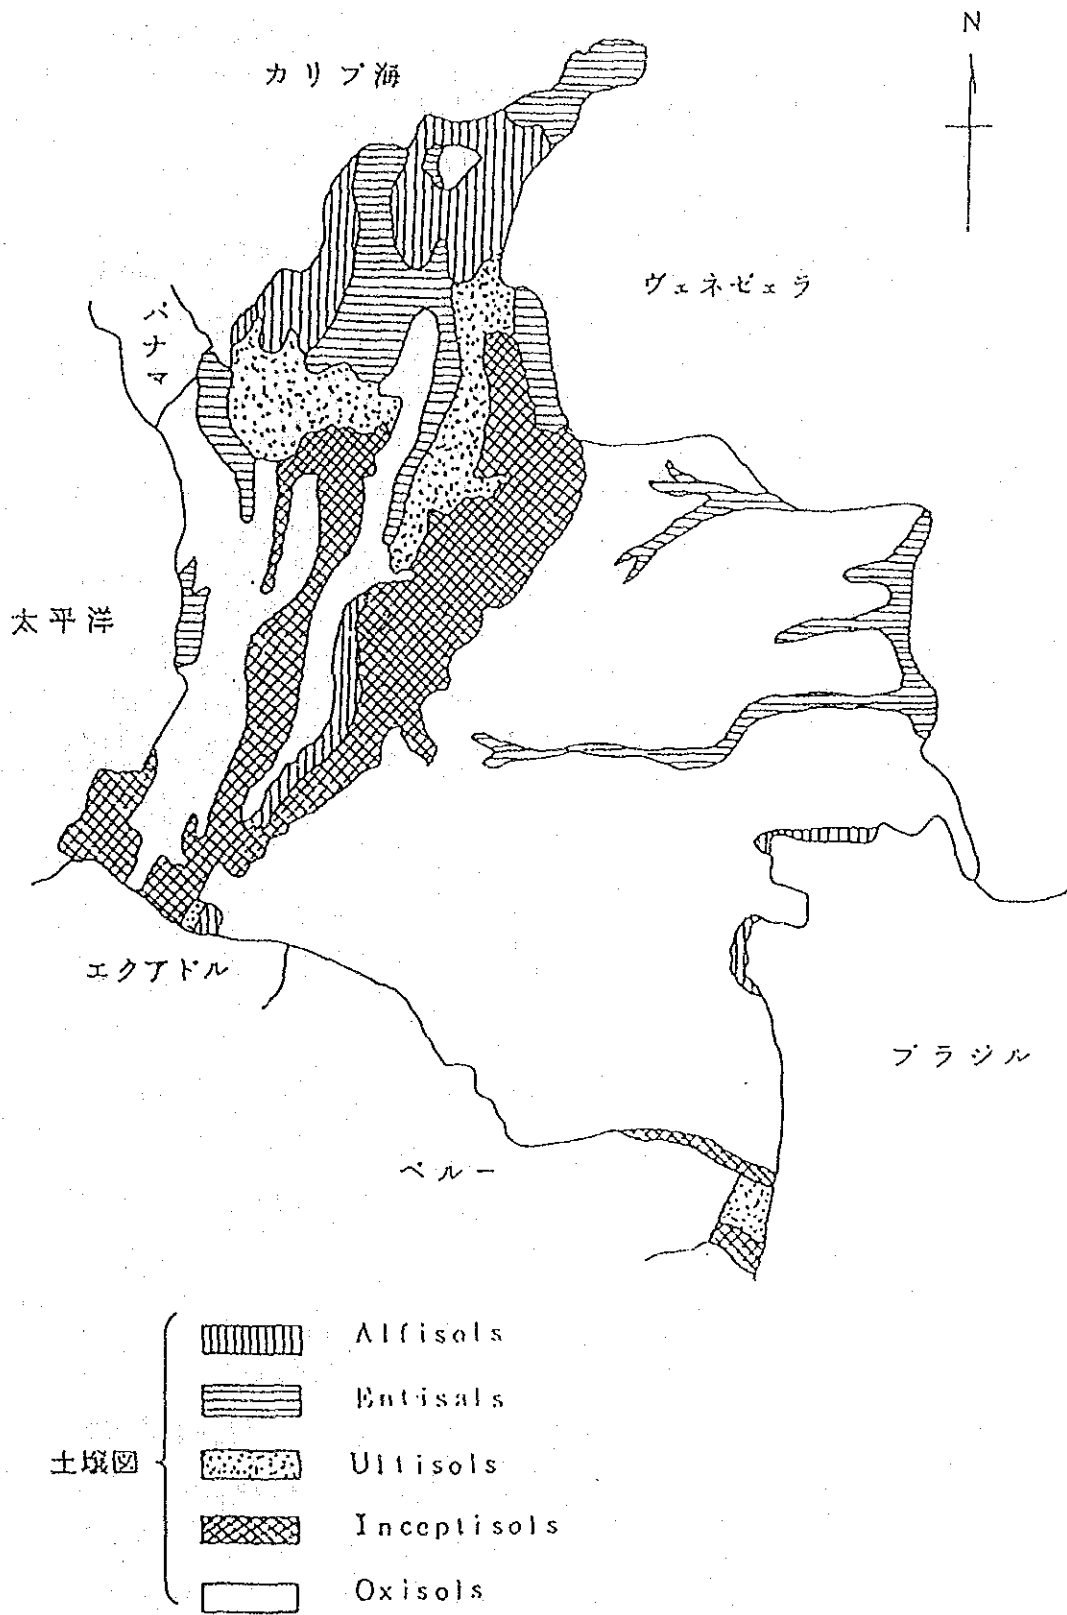 N
カリブ海
ヴェネゼェラ
パナマ
太平洋
エクアドル
ブラジル
ペルー
土壌図
Alfisols
Entisals
Ultisols
Inceptisols
Oxisols